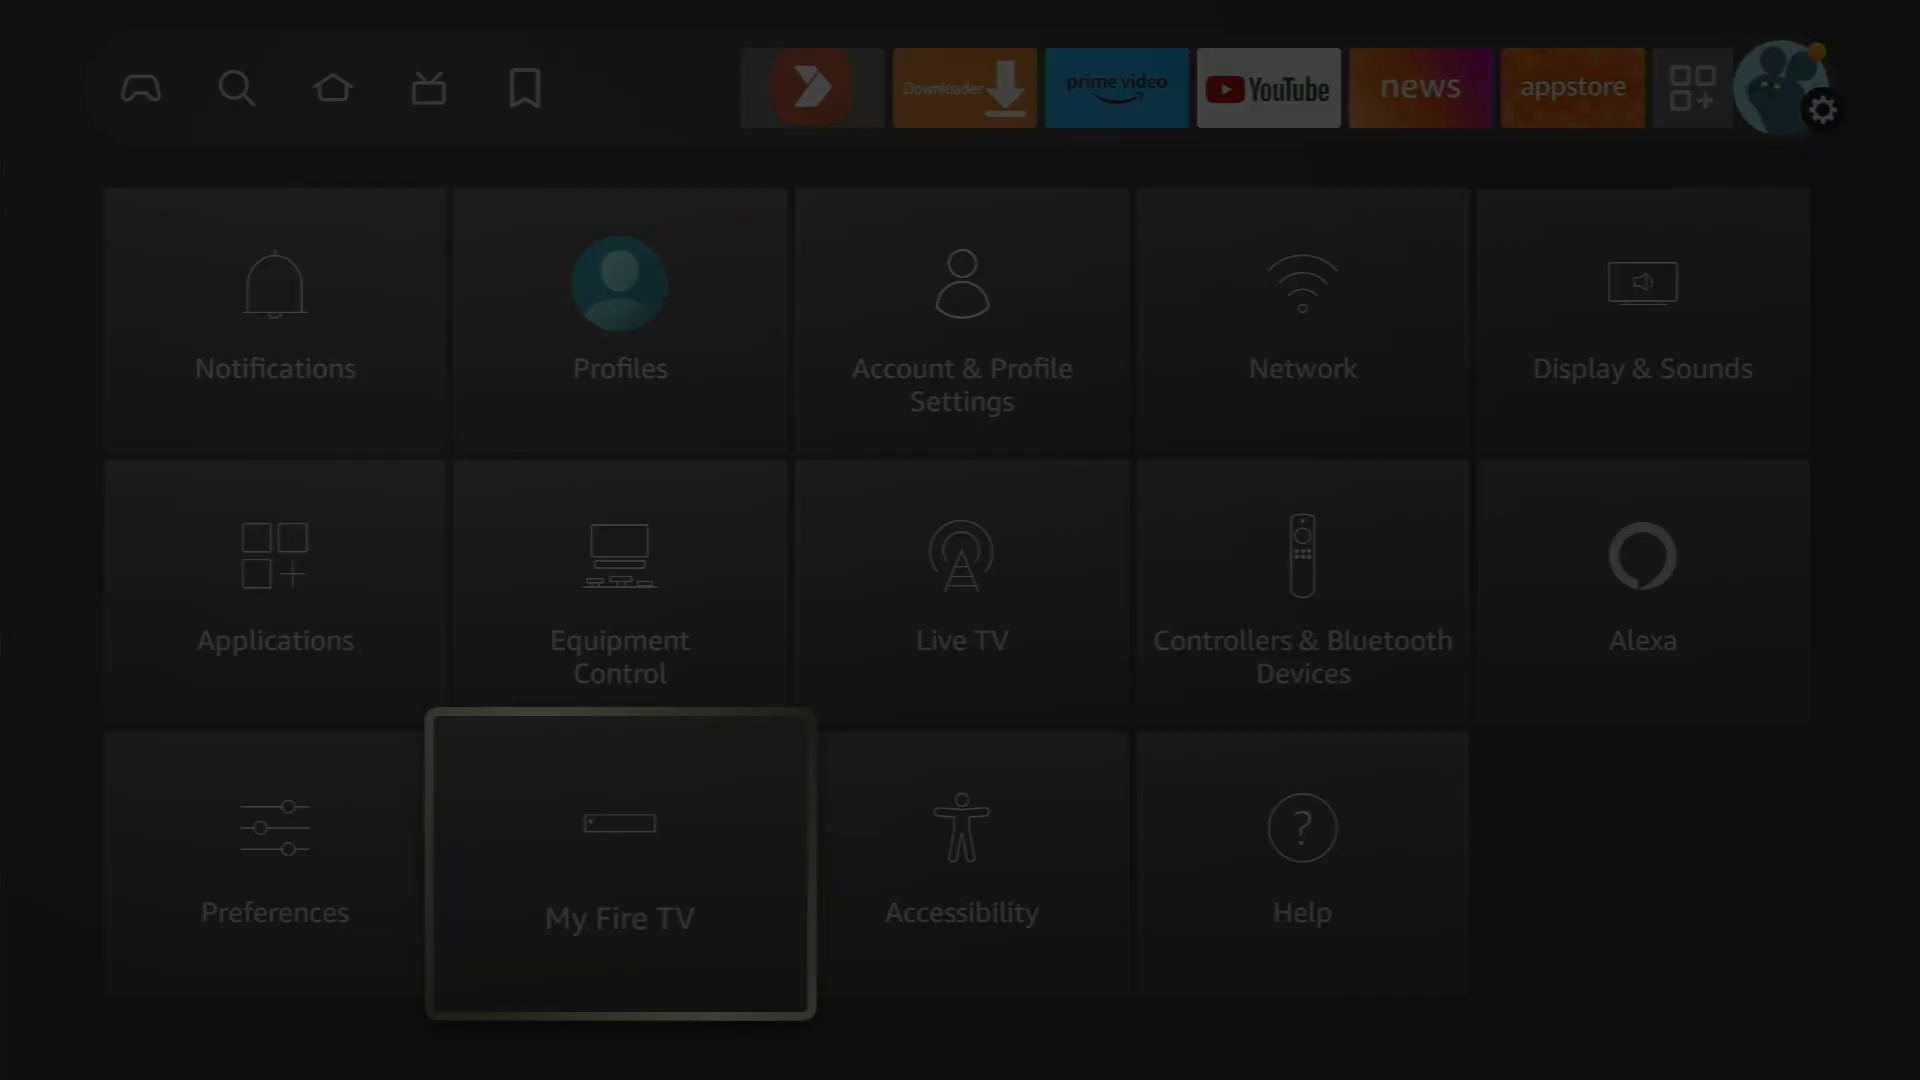 Downloader
prime video
YouTube
news
appstore
Notifications
Profiles
Account & Profile
Settings
Network
Display & Sounds
Applications
Equipment
Control
Live TV
Controllers & Bluetooth
Devices
Alexa
Preferences
My Fire TV
Accessibility
?
Help